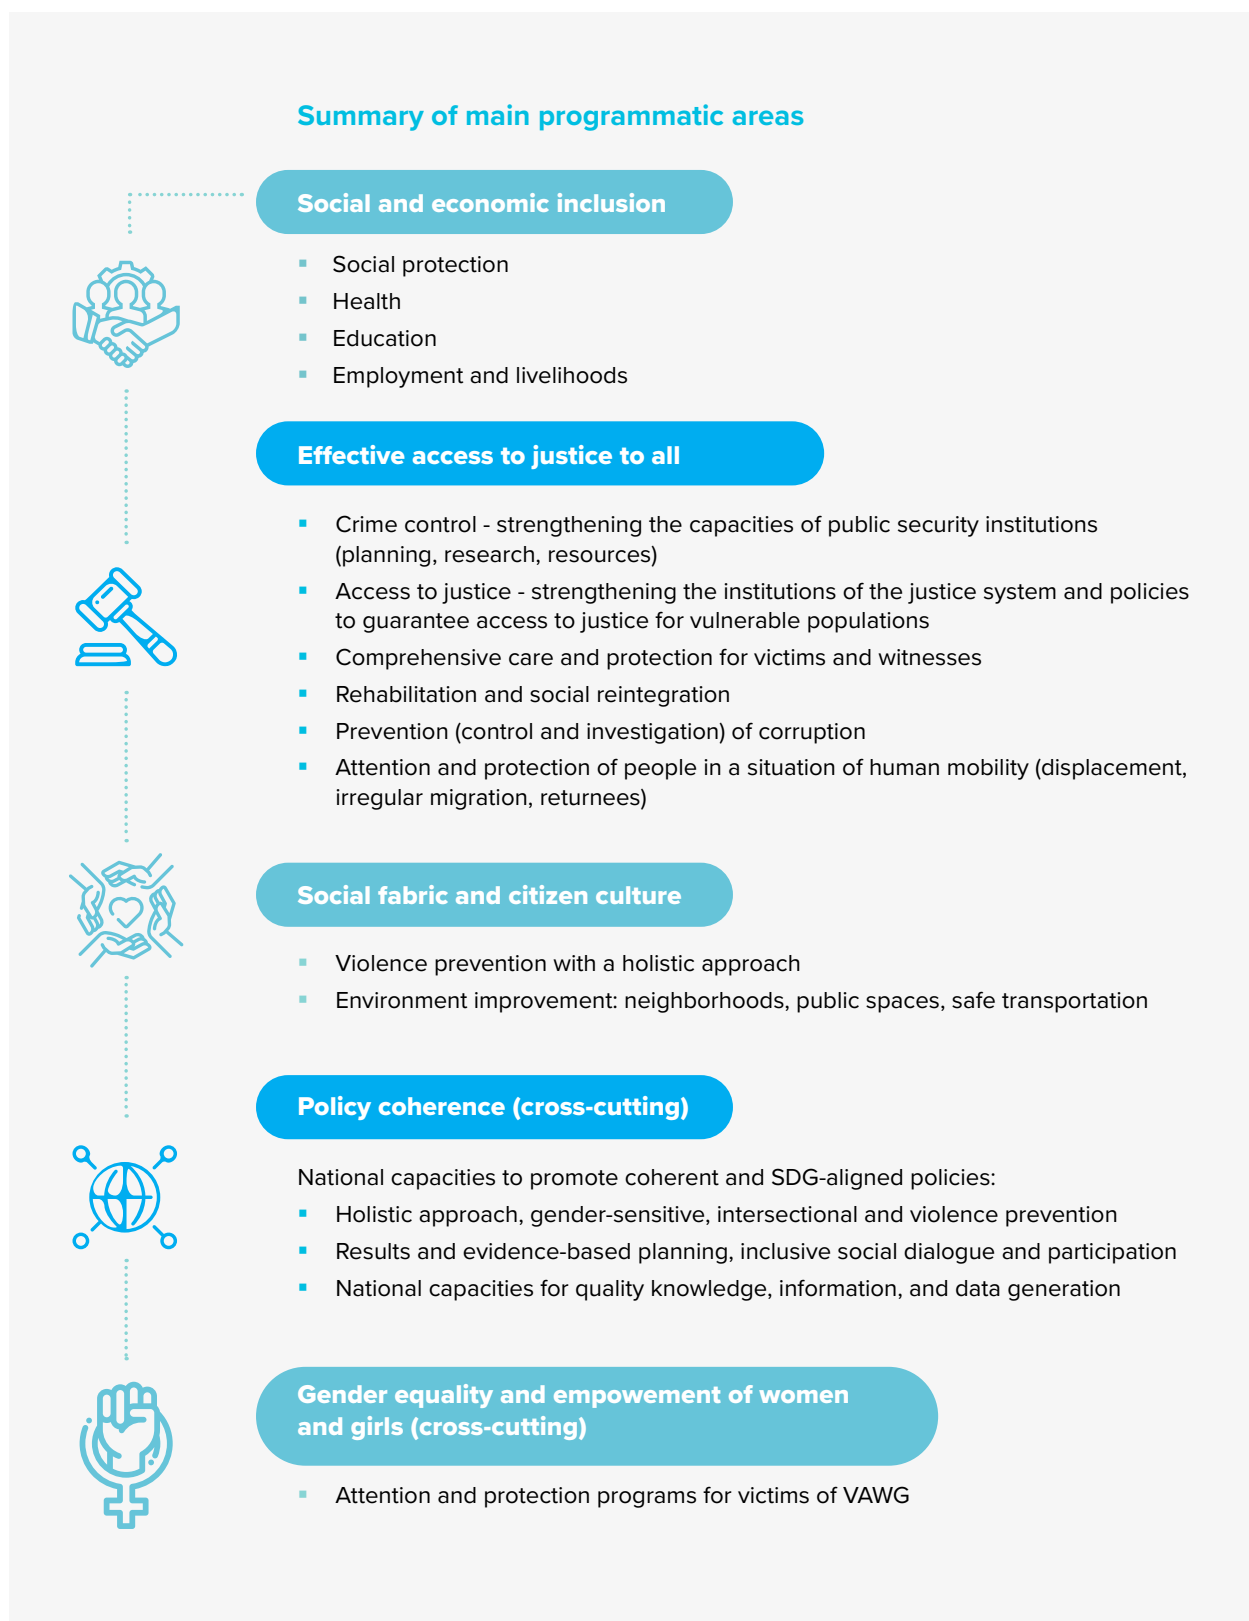 Summary of main programmatic areas
Social and economic inclusion
▪ Social protection
▪ Health
▪ Education
▪ Employment and livelihoods
Effective access to justice to all
▪ Crime control - strengthening the capacities of public security institutions
(planning, research, resources)
▪ Access to justice - strengthening the institutions of the justice system and policies
to guarantee access to justice for vulnerable populations
▪ Comprehensive care and protection for victims and witnesses
▪ Rehabilitation and social reintegration
▪ Prevention (control and investigation) of corruption
▪ Attention and protection of people in a situation of human mobility (displacement,
irregular migration, returnees)
Social fabric and citizen culture
▪ Violence prevention with a holistic approach
▪ Environment improvement: neighborhoods, public spaces, safe transportation
Policy coherence (cross-cutting)
National capacities to promote coherent and SDG-aligned policies:
▪ Holistic approach, gender-sensitive, intersectional and violence prevention
▪ Results and evidence-based planning, inclusive social dialogue and participation
▪ National capacities for quality knowledge, information, and data generation
Gender equality and empowement of women
and girls (cross-cutting)
▪ Attention and protection programs for victims of VAWG